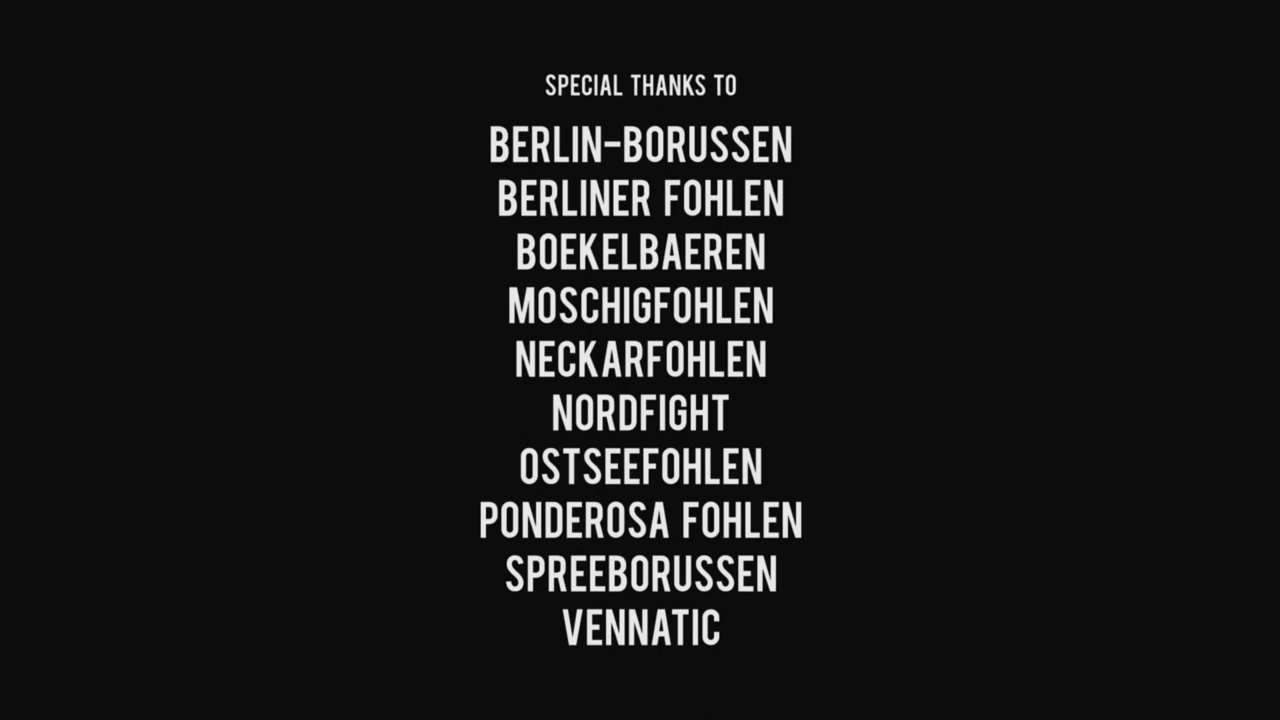 SPECIAL THANKS TO
BERLIN-BORUSSEN
BERLINER FOHLEN
BOEKELBAEREN
MOSCHIGFOHLEN
NECKARFOHLEN
NORDFIGHT
OSTSEEFOHLEN
PONDEROSA FOHLEN
SPREEBORUSSEN
VENNATIC